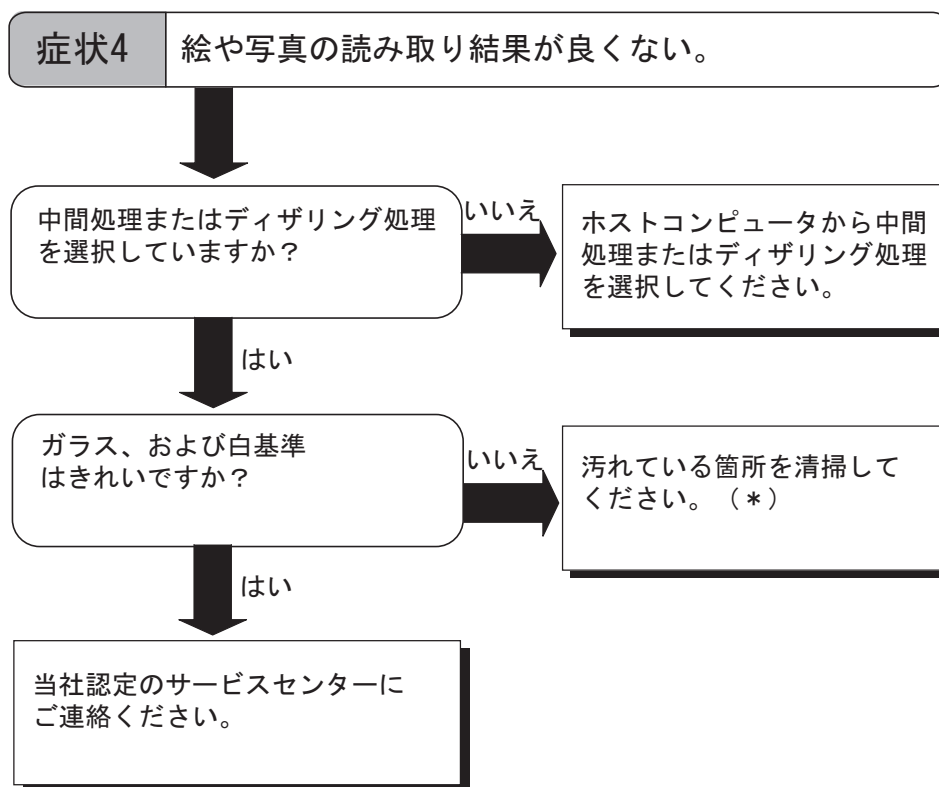 症状4
絵や写真の読み取り結果が良くない。
中間処理またはディザリング処理
を選択していますか？
いいえ
ホストコンピュータから中間
処理またはディザリング処理
を選択してください。
はい
ガラス、および白基準
はきれいですか？
いいえ
汚れている箇所を清掃して
ください。（＊）
はい
当社認定のサービスセンターに
ご連絡ください。